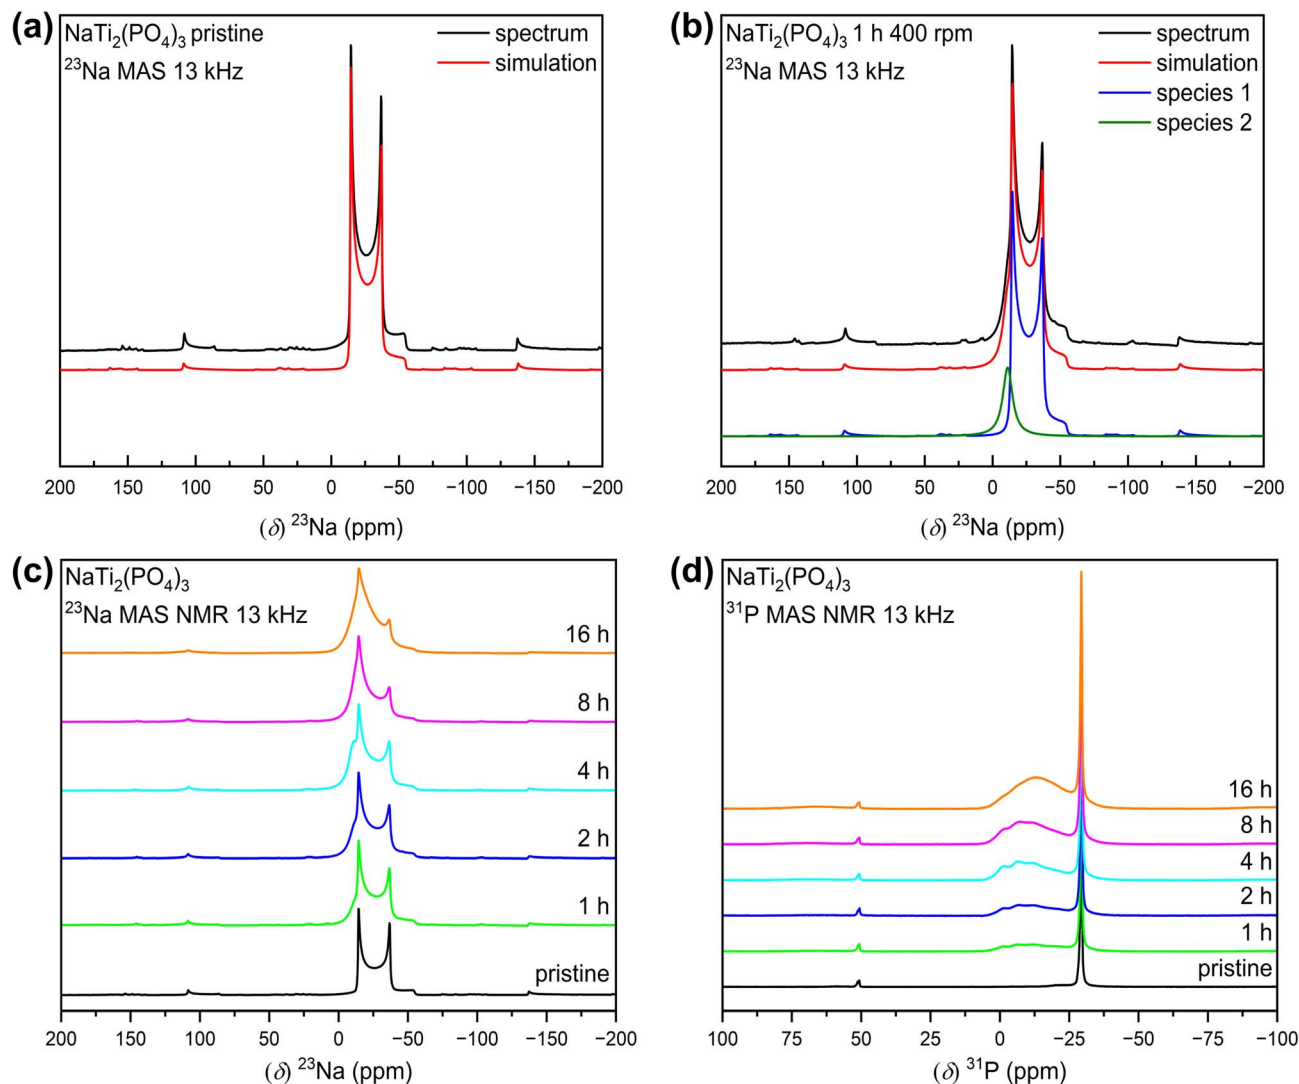 (a)
NaTi₂(PO₄)₃ pristine
²³Na MAS 13 kHz
spectrum
simulation
200 150 100 50 0 −50 −100 −150 −200
(δ) ²³Na (ppm)
(b)
NaTi₂(PO₄)₃ 1 h 400 rpm
²³Na MAS 13 kHz
spectrum
simulation
species 1
species 2
200 150 100 50 0 −50 −100 −150 −200
(δ) ²³Na (ppm)
(c)
NaTi₂(PO₄)₃
²³Na MAS NMR 13 kHz
16 h
8 h
4 h
2 h
1 h
pristine
200 150 100 50 0 −50 −100 −150 −200
(δ) ²³Na (ppm)
(d)
NaTi₂(PO₄)₃
³¹P MAS NMR 13 kHz
16 h
8 h
4 h
2 h
1 h
pristine
100 75 50 25 0 −25 −50 −75 −100
(δ) ³¹P (ppm)